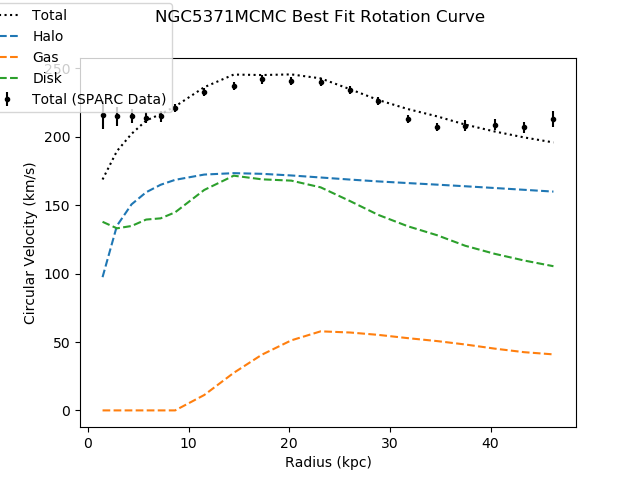 NGC5371MCMC Best Fit Rotation Curve
Total
Halo
Gas
Disk
Total (SPARC Data)
Circular Velocity (km/s)
250
200
150
100
50
0
0 10 20 30 40
Radius (kpc)